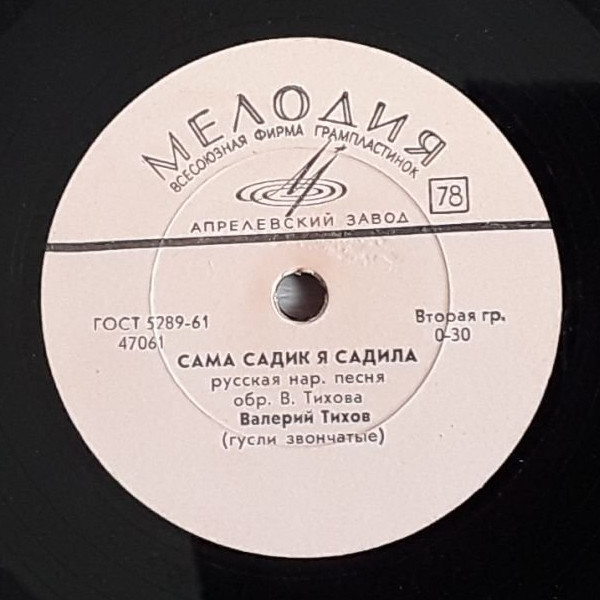 МЕЛОДИЯ
ВСЕСОЮЗНАЯ ФИРМА ГРАМПЛАСТИНОК
78
АПРЕЛЕВСКИЙ ЗАВОД
ГОСТ 5289-61
47061
Вторая гр.
0-30
САМА САДИК Я САДИЛА
русская нар. песня
обр. В. Тихова
Валерий Тихов
(гусли звончатые)